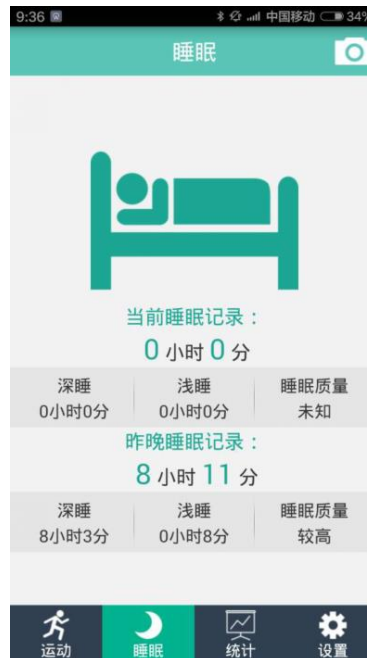 9:36 中国移动 34%
睡眠
当前睡眠记录：
0小时0分
深睡 浅睡 睡眠质量
0小时0分 0小时0分 未知
昨晚睡眠记录：
8小时11分
深睡 浅睡 睡眠质量
8小时3分 0小时8分 较高
运动 睡眠 统计 设置